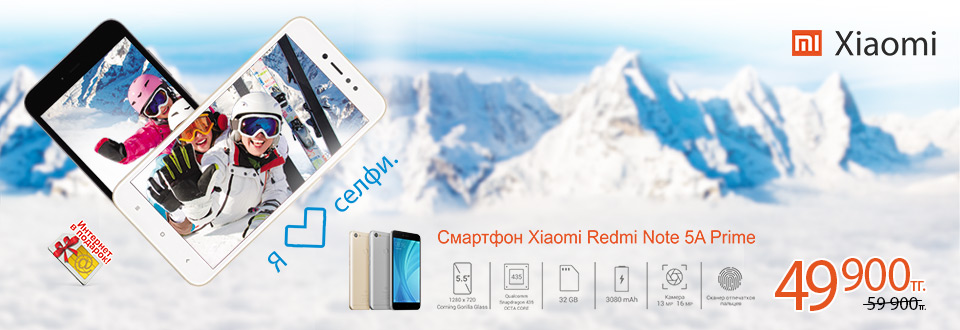 Xiaomi
Интернет
в подарок!
Я
селфи.
Смартфон Xiaomi Redmi Note 5A Prime
5.5"
1280 x 720
Corning Gorilla Glass
435
Qualcomm
Snapdragon 435
OCTA CORE
32 GB
3080 mAh
Камера
13 мг 16 мг
Сканер отпечатков
пальцев
49 900 тг.
59 900 тг.